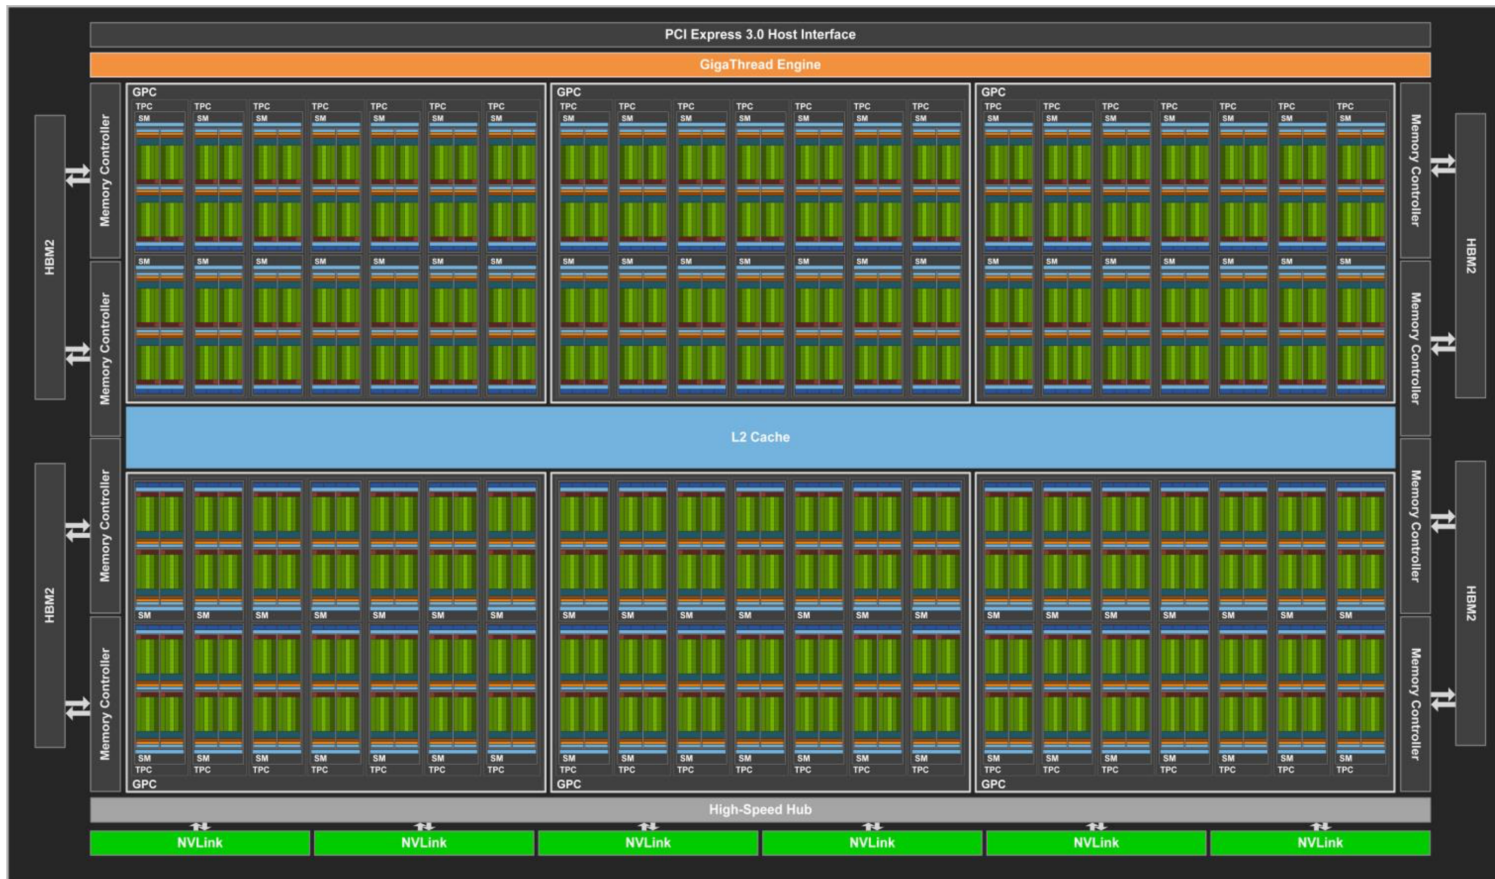 PCI Express 3.0 Host Interface
GigaThread Engine
GPC GPC GPC
TPC TPC TPC TPC TPC TPC TPC TPC TPC TPC TPC TPC TPC TPC TPC TPC TPC TPC TPC TPC TPC
SM SM SM SM SM SM SM SM SM SM SM SM SM SM SM SM SM SM SM SM SM
Memory Controller
Memory Controller
HBM2
HBM2
SM SM SM SM SM SM SM SM SM SM SM SM SM SM SM SM SM SM SM SM SM
Memory Controller
Memory Controller
L2 Cache
Memory Controller
Memory Controller
HBM2
HBM2
SM SM SM SM SM SM SM SM SM SM SM SM SM SM SM SM SM SM SM SM SM
Memory Controller
Memory Controller
SM SM SM SM SM SM SM SM SM SM SM SM SM SM SM SM SM SM SM SM SM
TPC TPC TPC TPC TPC TPC TPC TPC TPC TPC TPC TPC TPC TPC TPC TPC TPC TPC TPC TPC TPC
GPC GPC GPC
High-Speed Hub
NVLink NVLink NVLink NVLink NVLink NVLink